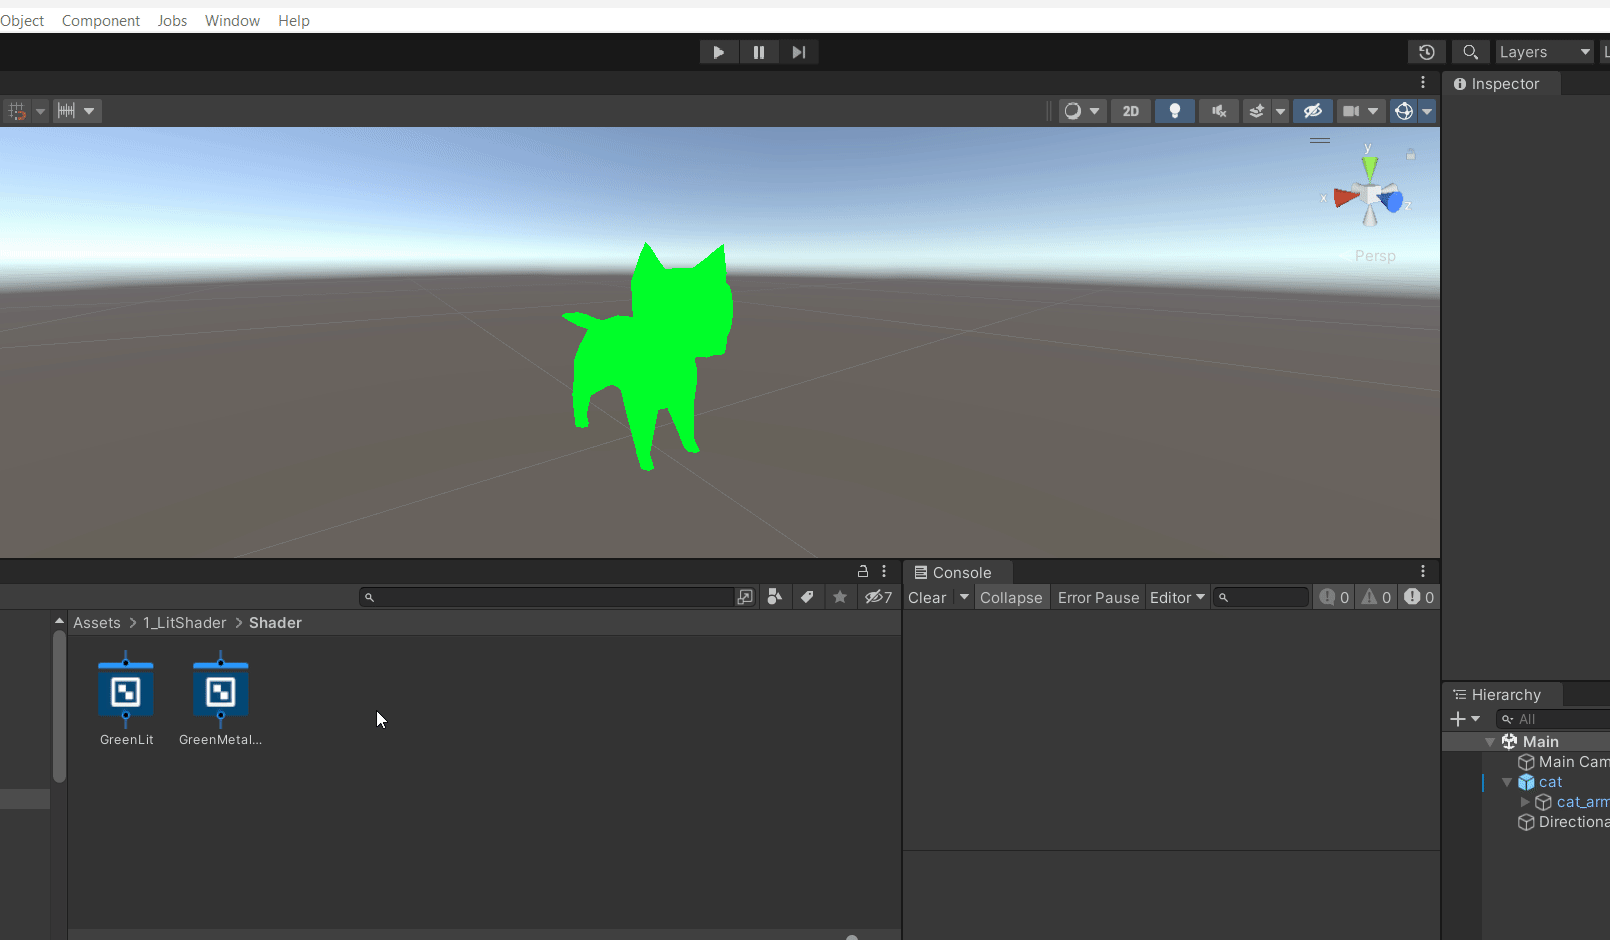 Object Component Jobs Window Help
Layers
L
Inspector
2D
y
x
z
Persp
Console
7
Clear Collapse Error Pause Editor 0 0 0
Assets > 1_LitShader > Shader
GreenLit GreenMetal...
Hierarchy
All
Main
Main Cam
cat
cat_arm
Directiona